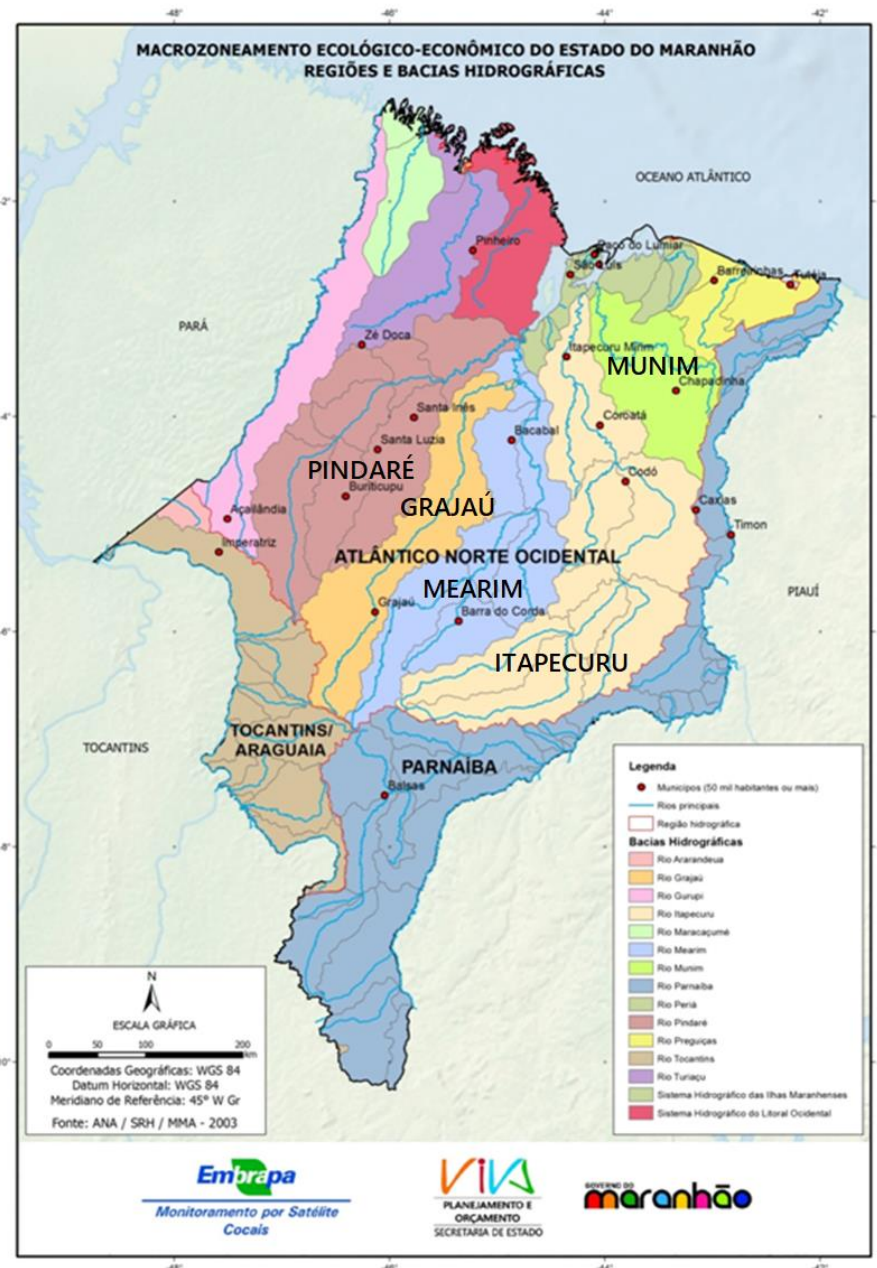 -48°
-46°
-44°
-42°
MACROZONEAMENTO ECOLÓGICO-ECONÔMICO DO ESTADO DO MARANHÃO
REGIÕES E BACIAS HIDROGRÁFICAS
OCEANO ATLÂNTICO
-2°
Pinheiro
Paço do Lumiar
São Luís
Barreirinhas
Tutóia
PARÁ
Zé Doca
Itapecuru Mirim
MUNIM
Chapadinha
-4°
Santa Inês
Coroatá
Santa Luzia
Bacabal
PINDARÉ
Buriticupu
Codó
GRAJAÚ
Açailândia
Caxias
Timon
Imperatriz
ATLÂNTICO NORTE OCIDENTAL
MEARIM
PIAUÍ
Grajaú
Barra do Corda
-6°
ITAPECURU
TOCANTINS/
ARAGUAIA
TOCANTINS
PARNAÍBA
Balsas
Legenda
Municípos (50 mil habitantes ou mais)
Rios principais
Região hidrográfica
Bacias Hidrográficas
Rio Ararandeua
Rio Grajaú
Rio Gurupi
Rio Itapecuru
Rio Maracaçumé
Rio Mearim
Rio Munim
Rio Parnaíba
Rio Periá
Rio Pindaré
Rio Preguiças
Rio Tocantins
Rio Turiaçu
Sistema Hidrográfico das Ilhas Maranhenses
Sistema Hidrográfico do Litoral Ocidental
N
ESCALA GRÁFICA
0 50 100 200
km
Coordenadas Geográficas: WGS 84
Datum Horizontal: WGS 84
Meridiano de Referência: 45° W Gr
Fonte: ANA / SRH / MMA - 2003
Embrapa
Monitoramento por Satélite
Cocais
VIVA
PLANEJAMENTO E
ORÇAMENTO
SECRETARIA DE ESTADO
GOVERNO DO
maranhão